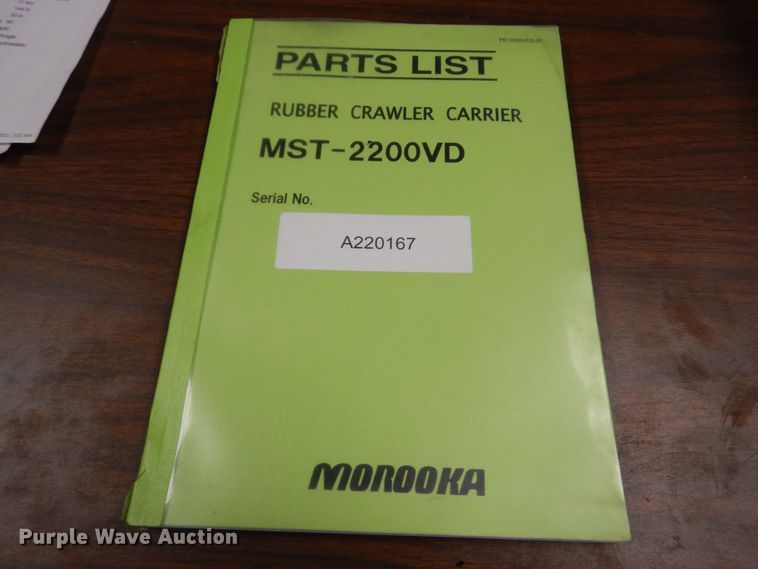 PARTS LIST
RUBBER CRAWLER CARRIER
MST-2200VD
Serial No.
A220167
MOROOKA
Purple Wave Auction